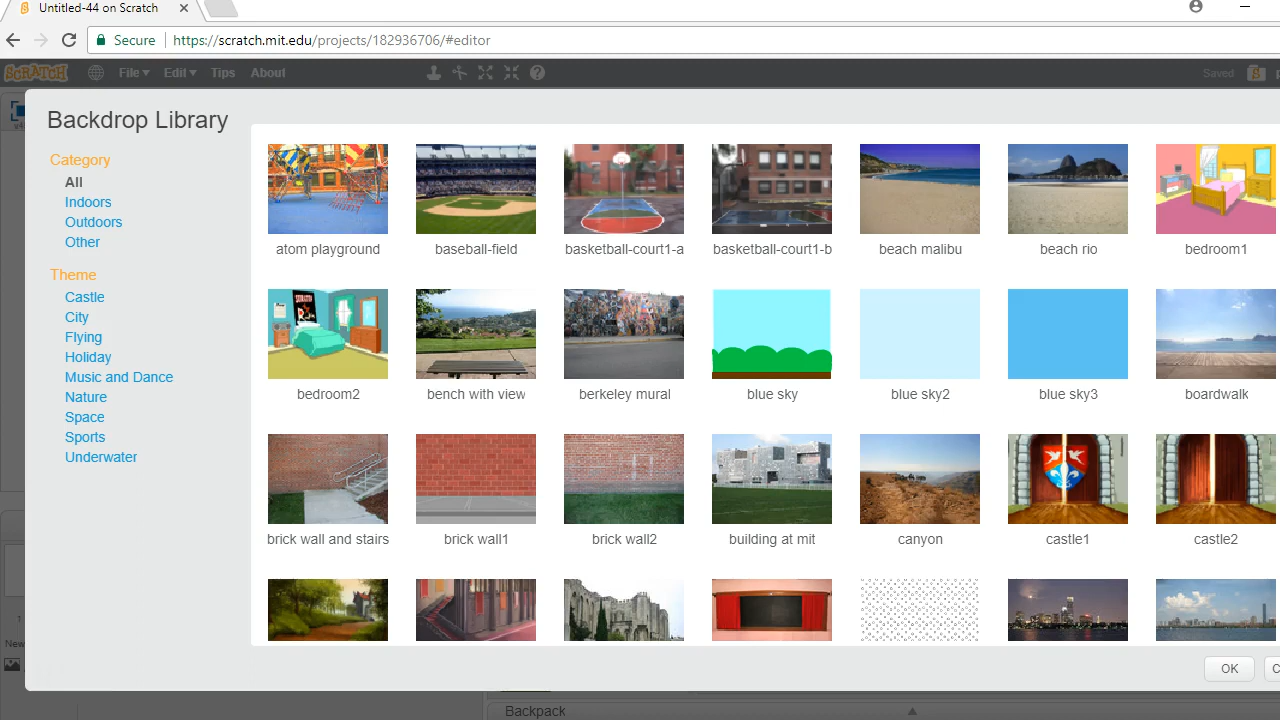 Untitled-44 on Scratch
Secure
https://scratch.mit.edu/projects/182936706/#editor
SCRATCH
File
Edit
Tips
About
Saved
Backdrop Library
Category
All
Indoors
Outdoors
Other
Theme
Castle
City
Flying
Holiday
Music and Dance
Nature
Space
Sports
Underwater
atom playground
baseball-field
basketball-court1-a
basketball-court1-b
beach malibu
beach rio
bedroom1
bedroom2
bench with view
berkeley mural
blue sky
blue sky2
blue sky3
boardwalk
brick wall and stairs
brick wall1
brick wall2
building at mit
canyon
castle1
castle2
New
OK
C
Backpack